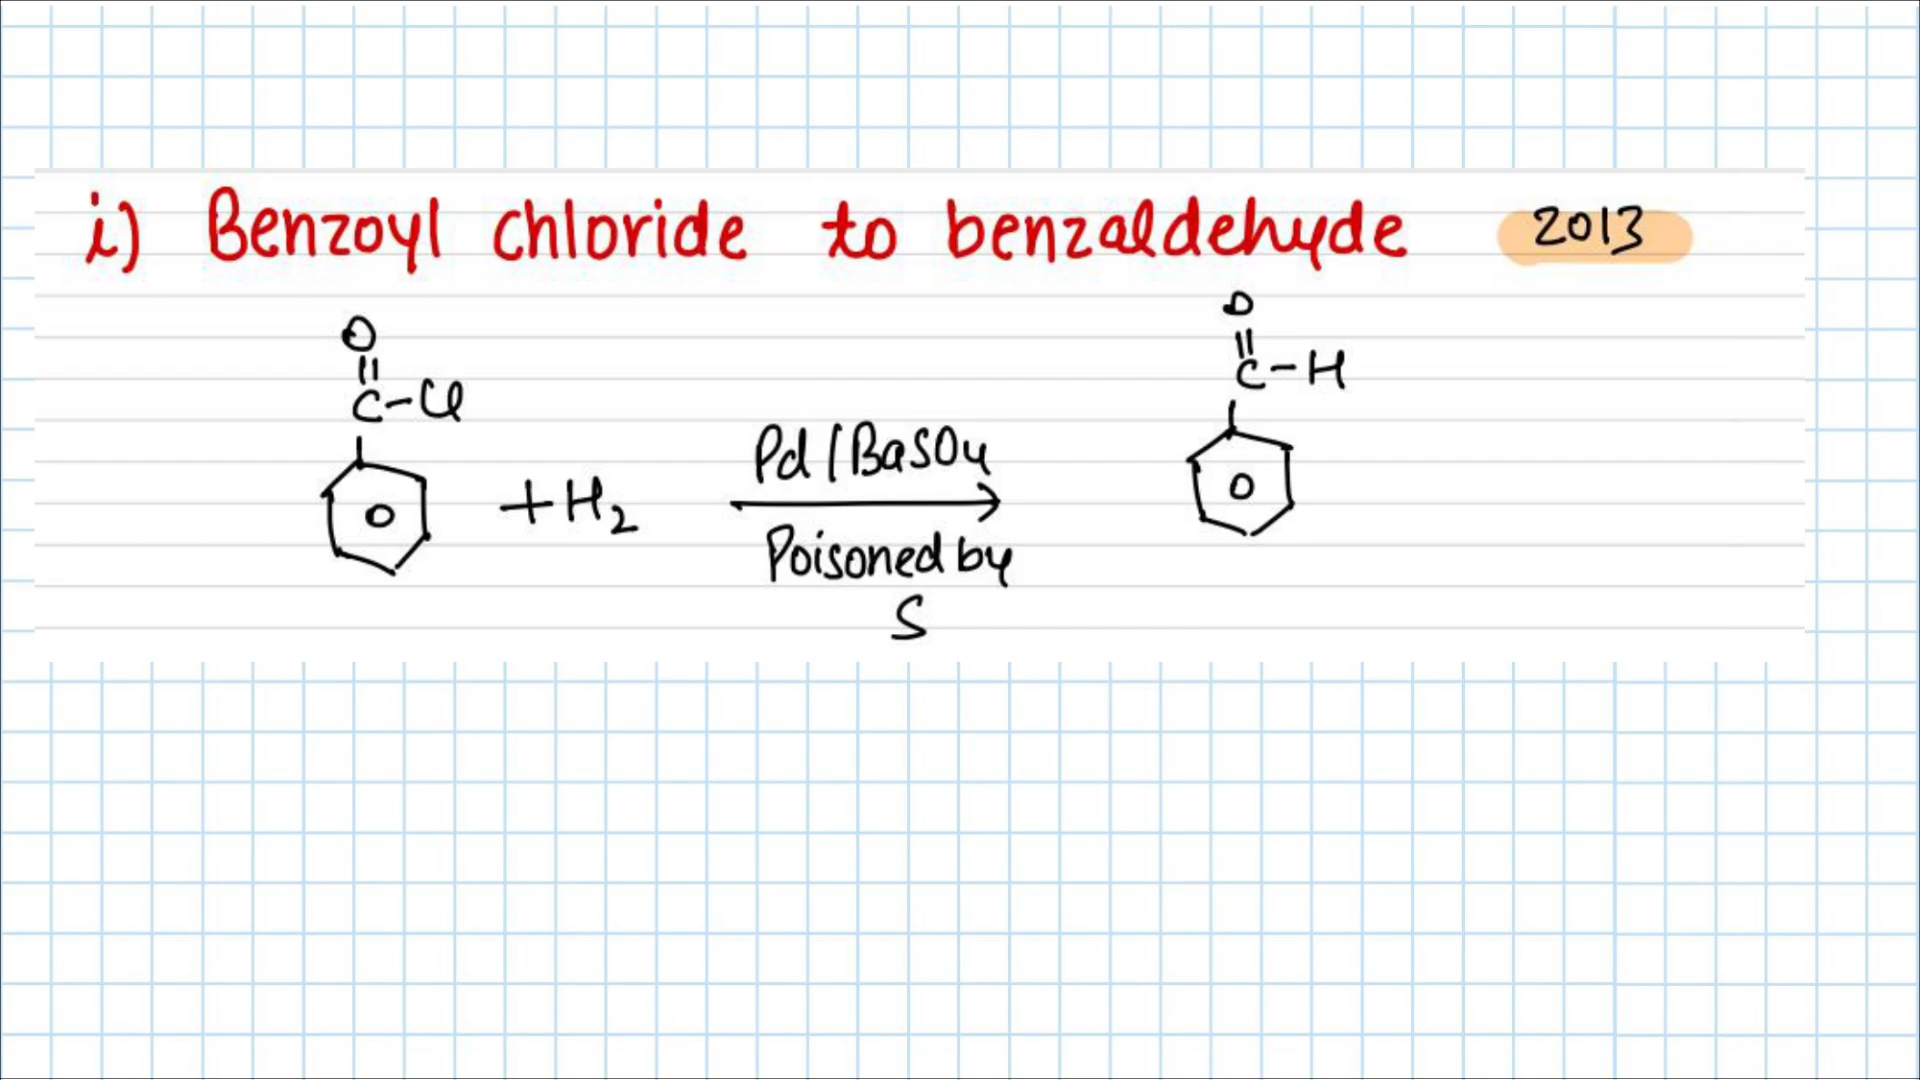 i) Benzoyl chloride to benzaldehyde 2013
O
||
C-Cl
+H2
Pd/BaSO4
Poisoned by
S
O
||
C-H